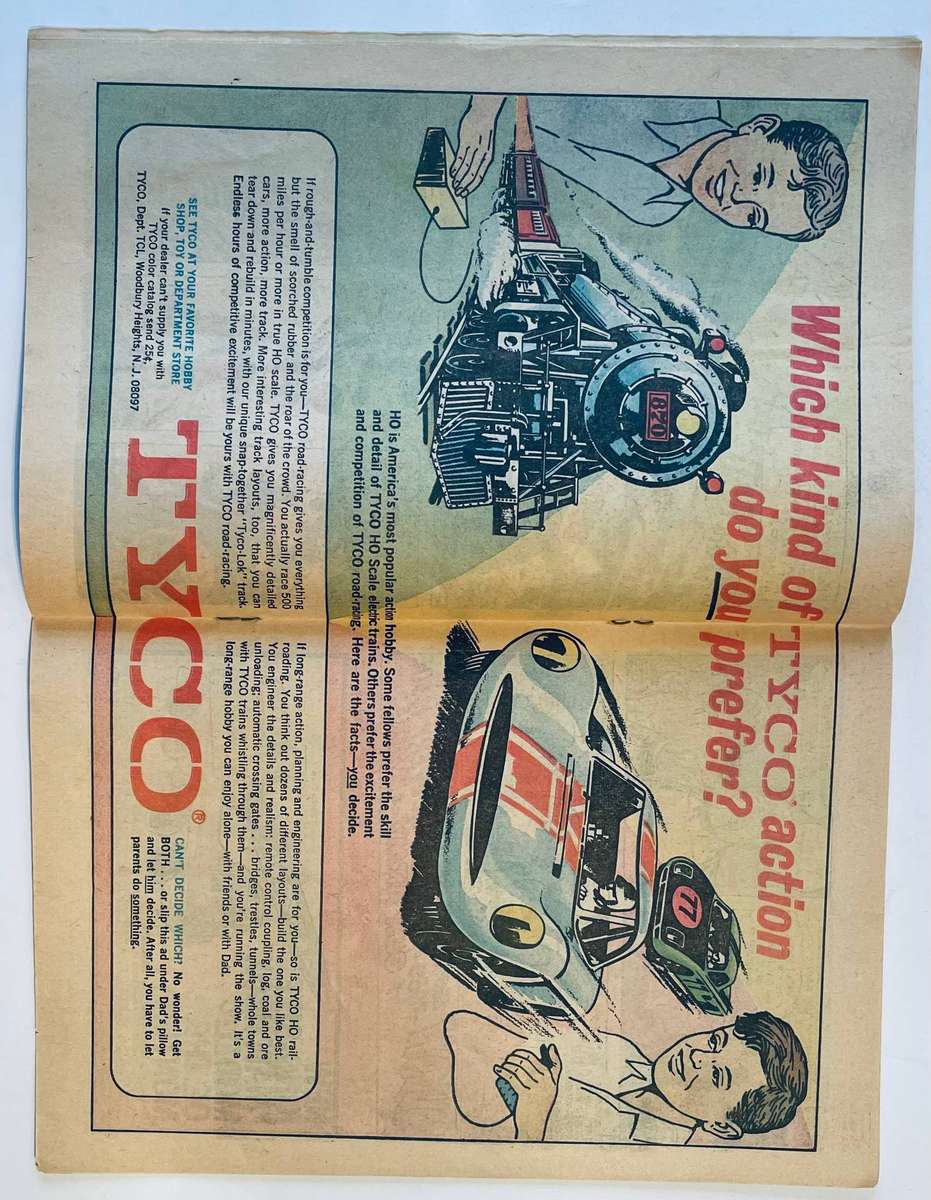 Which kind of TYCO® action
do you prefer?
820
77
HO is America's most popular action hobby. Some fellows prefer the skill
and detail of TYCO HO Scale electric trains. Others prefer the excitement
and competition of TYCO road-racing. Here are the facts—you decide.
If rough-and-tumble competition is for you—TYCO road-racing gives you everything
but the smell of scorched rubber and the roar of the crowd. You actually race 500
miles per hour or more in true HO scale. TYCO gives you magnificently detailed
cars, more action, more track. More interesting track layouts, too, that you can
tear down and rebuild in minutes, with our unique snap-together "Tyco-Lok" track.
Endless hours of competitive excitement will be yours with TYCO road-racing.
If long-range action, planning and engineering are for you—so is TYCO HO rail-
roading. You think out dozens of different layouts—build the one you like best.
You engineer the details and realism: remote control coupling, log, coal and ore
unloading; automatic crossing gates . . . bridges, trestles, tunnels—whole towns
with TYCO trains whistling through them—and you're running the show. It's a
long-range hobby you can enjoy alone—with friends or with Dad.
SEE TYCO AT YOUR FAVORITE HOBBY
SHOP, TOY OR DEPARTMENT STORE
If your dealer can't supply you with
TYCO color catalog send 25¢.
TYCO, Dept. TCL, Woodbury Heights, N. J. 08097
TYCO®
CAN'T DECIDE WHICH? No wonder! Get
BOTH . . . or slip this ad under Dad's pillow
and let him decide. After all, you have to let
parents do something.